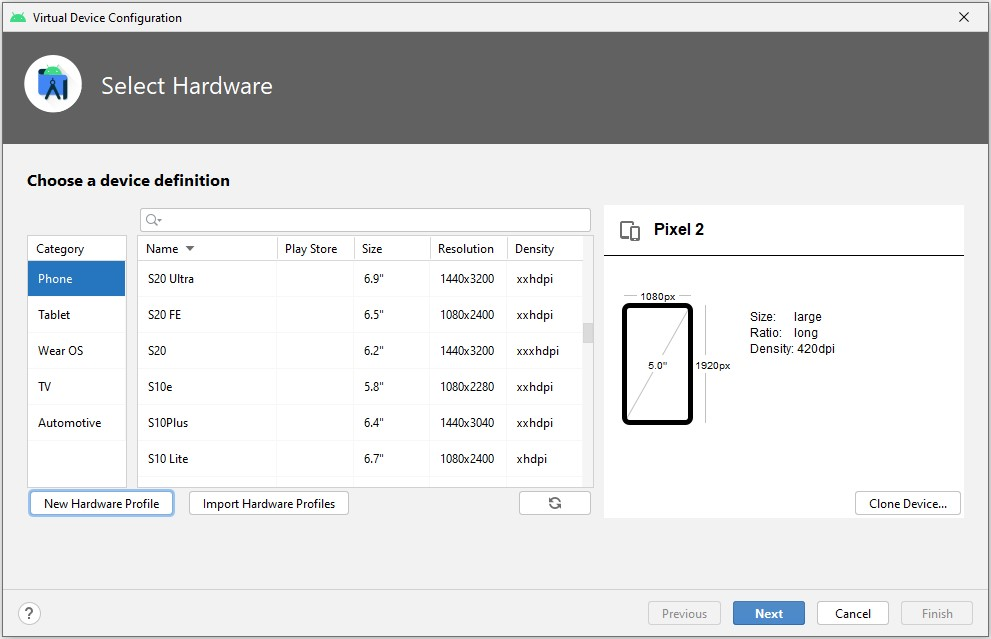 Virtual Device Configuration
Select Hardware
Choose a device definition
Category
Phone
Tablet
Wear OS
TV
Automotive
Name Play Store Size Resolution Density
S20 Ultra 6.9" 1440x3200 xxhdpi
S20 FE 6.5" 1080x2400 xxhdpi
S20 6.2" 1440x3200 xxxhdpi
S10e 5.8" 1080x2280 xxhdpi
S10Plus 6.4" 1440x3040 xxhdpi
S10 Lite 6.7" 1080x2400 xhdpi
New Hardware Profile Import Hardware Profiles
Pixel 2
1080px
5.0"
1920px
Size: large
Ratio: long
Density: 420dpi
Clone Device...
? Previous Next Cancel Finish